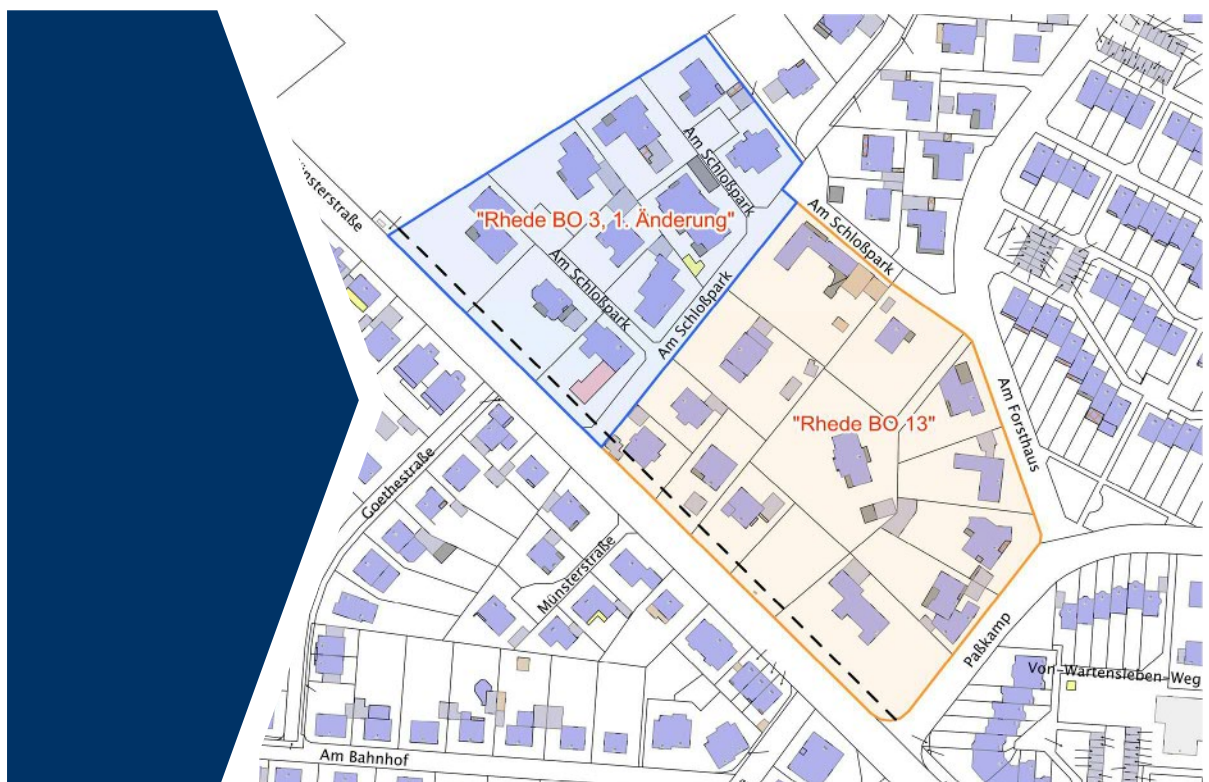 Münsterstraße
Am Schloßpark
"Rhede BO 3, 1. Änderung"
Am Schloßpark
Am Schloßpark
Am Schloßpark
Am Forsthaus
"Rhede BO 13"
Goethestraße
Münsterstraße
Paßkamp
Von-Wartensleben-Weg
Am Bahnhof